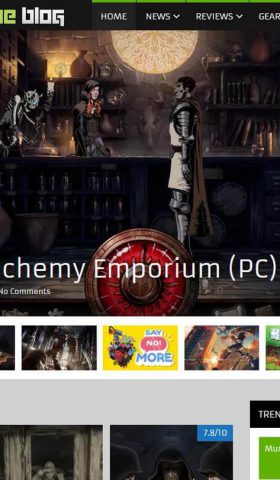 e BLOG
HOME NEWS REVIEWS GEAR
chemy Emporium (PC)
No Comments
SAY
NO!
MORE
7.8/10
TREN
Mu